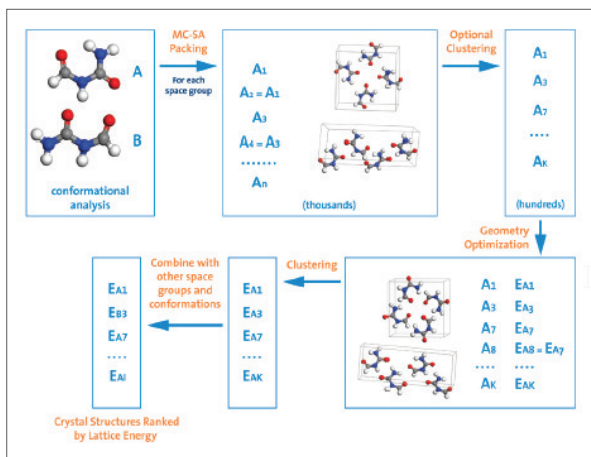 A
B
conformational
analysis
MC-SA
Packing
For each
space group
A1
A2 = A1
A3
A4 = A3
.......
An
(thousands)
Optional
Clustering
A1
A3
A7
....
AK
(hundreds)
Geometry
Optimization
A1 EA1
A3 EA3
A7 EA7
A8 EA8 = EA7
.... ....
AK EAK
Clustering
EA1
EA3
EA7
....
EAK
Combine with
other space
groups and
conformations
EA1
EB3
EA7
....
EAI
Crystal Structures Ranked
by Lattice Energy